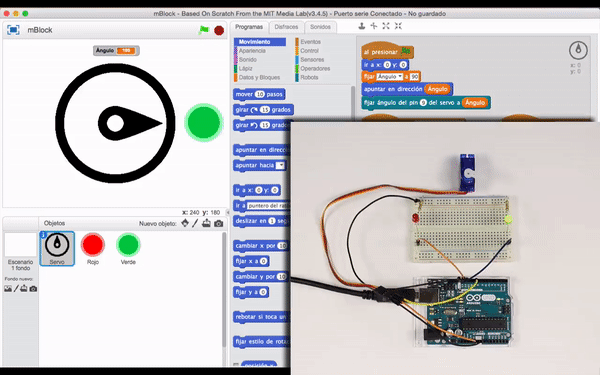 mBlock - Based On Scratch From the MIT Media Lab(v3.4.5) - Puerto serie Conectado - No guardado
mBlock
Angulo
x: 240 y: 180
Objetos
Nuevo objeto:
Escenario
1 fondo
Fondo nuevo:
Servo
Rojo
Verde
Programas
Disfraces
Sonidos
Movimiento
Apariencia
Sonido
Lápiz
Datos y Bloques
Eventos
Control
Sensores
Operadores
Robots
mover 10 pasos
girar 15 grados
girar 15 grados
apuntar en direcci
apuntar hacia
ir a x: 0 y: 0
ir a puntero del
deslizar en 1 seg
cambiar x por 10
fijar x a 0
cambiar y por 10
fijar y a 0
rebotar si toca un
fijar estilo de rota
al presionar
ir a x: 0 y: 0
fijar Angulo a 90
apuntar en dirección Angulo
fijar ángulo del pin 9 del servo a Angulo
x: 0
y: 0
ARDUINO